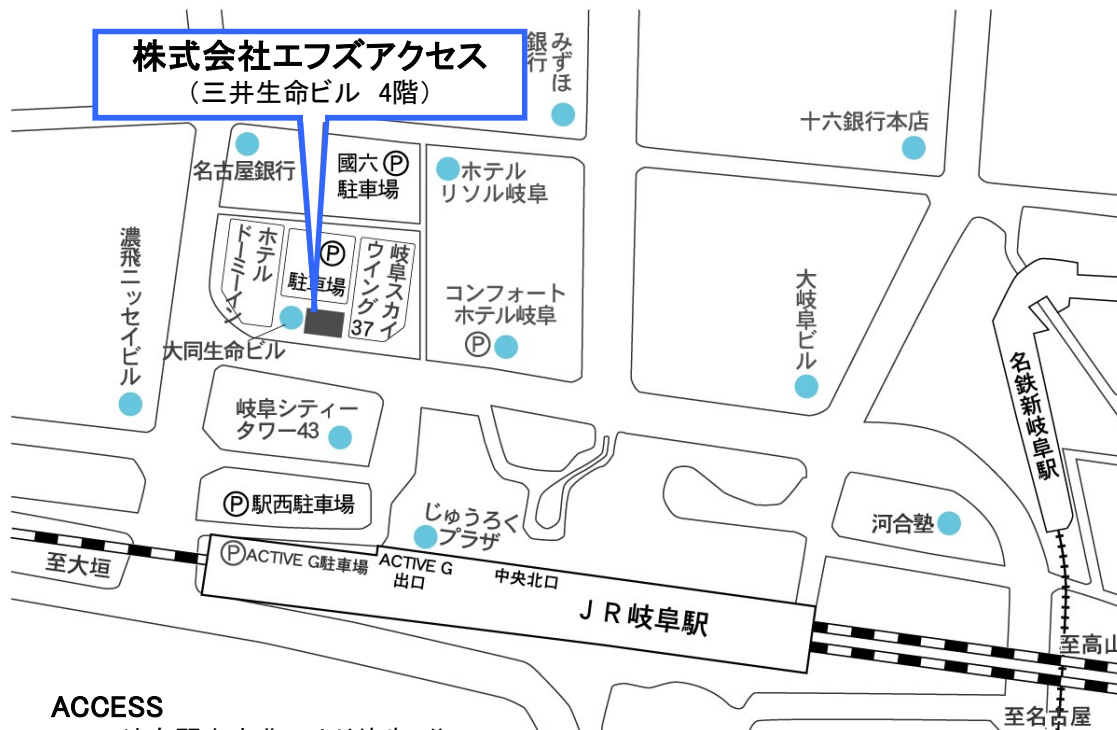 株式会社エフズアクセス
（三井生命ビル　4階）
みずほ
銀行
十六銀行本店
名古屋銀行
國六Ⓟ
駐車場
ホテル
リソル岐阜
濃飛ニッセイビル
ホテル
ドーミーイン
Ⓟ
駐車場
岐阜スカイ
ウイング37
コンフォート
ホテル岐阜
Ⓟ
大岐阜ビル
大同生命ビル
名鉄新岐阜駅
岐阜シティー
タワー43
Ⓟ駅西駐車場
じゅうろく
プラザ
河合塾
ⓅACTIVE G駐車場
ACTIVE G
出口
中央北口
ＪＲ岐阜駅
至大垣
至高山
至名古屋
ACCESS